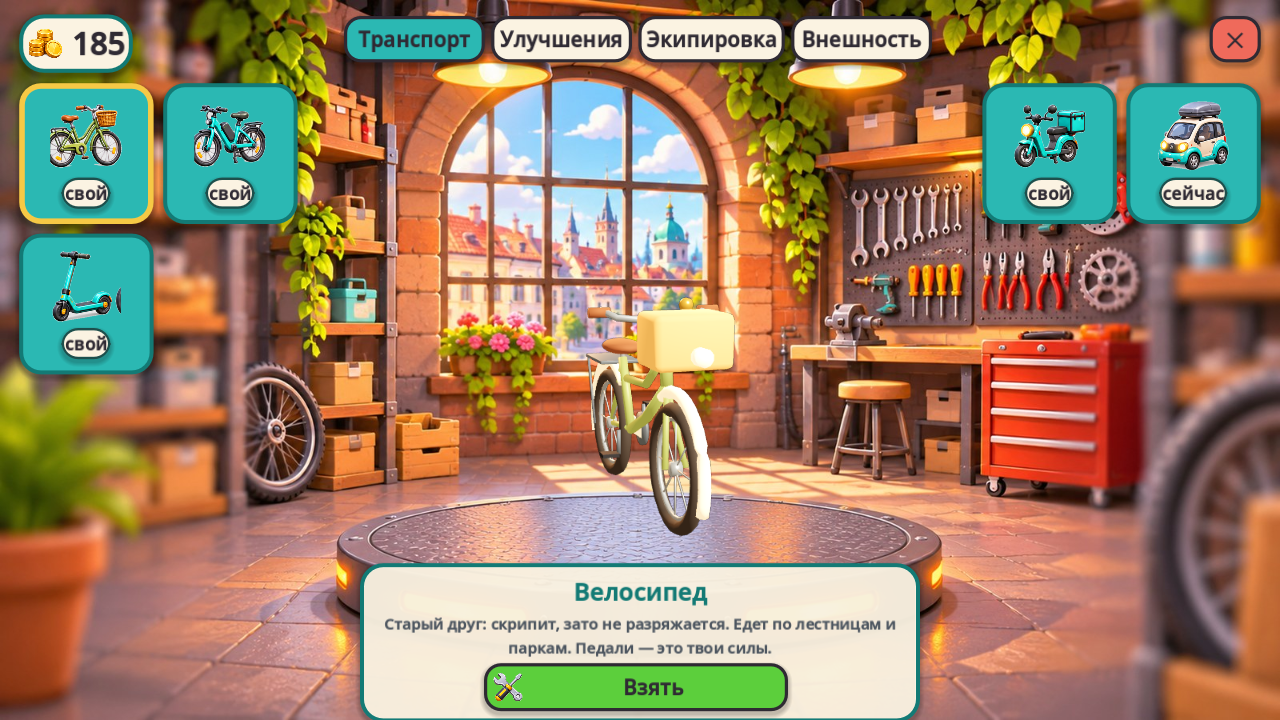 185
Транспорт
Улучшения
Экипировка
Внешность
свой
свой
свой
сейчас
свой
Велосипед
Старый друг: скрипит, зато не разряжается. Едет по лестницам и
паркам. Педали — это твои силы.
Взять